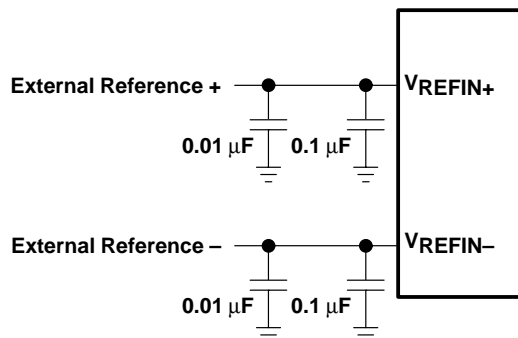 External Reference +
VREFIN+
0.01 μF
0.1 μF
External Reference –
VREFIN–
0.01 μF
0.1 μF